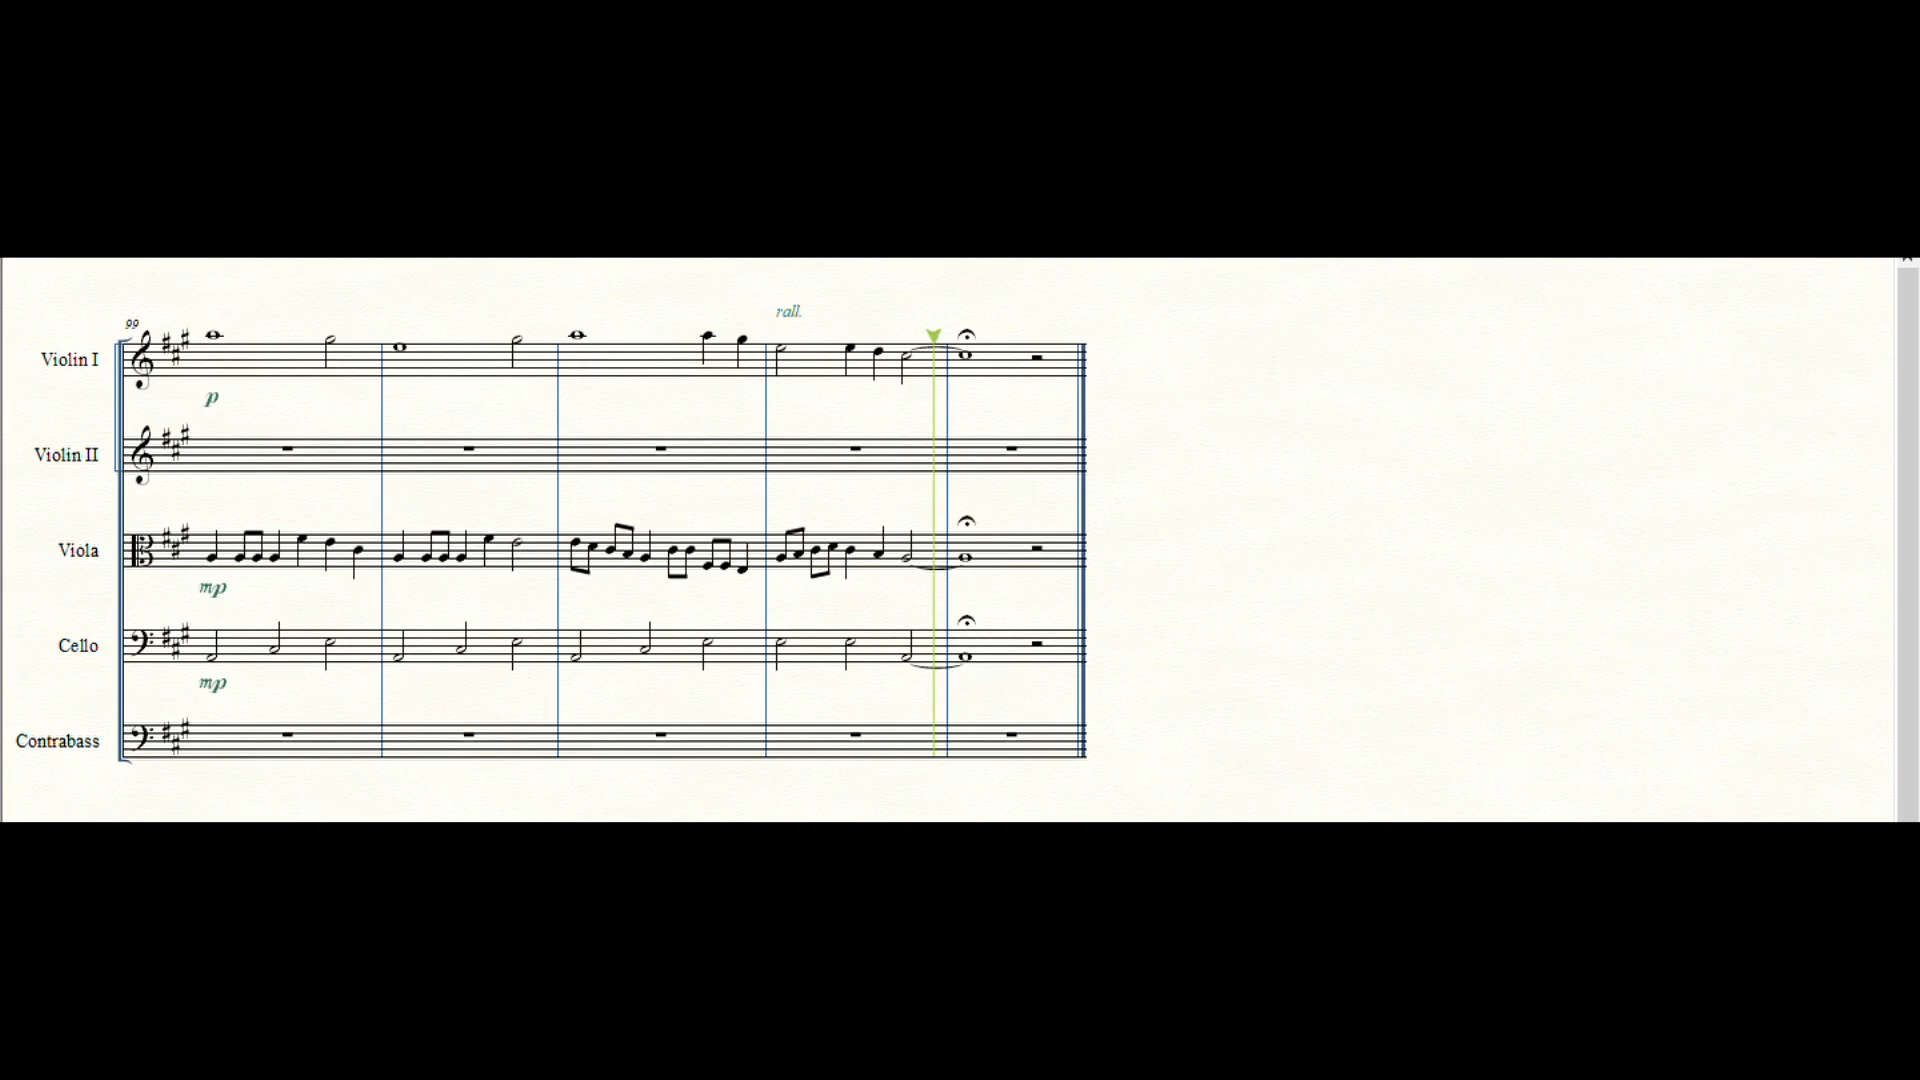 rall.
99
Violin I
p
Violin II
Viola
mp
Cello
mp
Contrabass